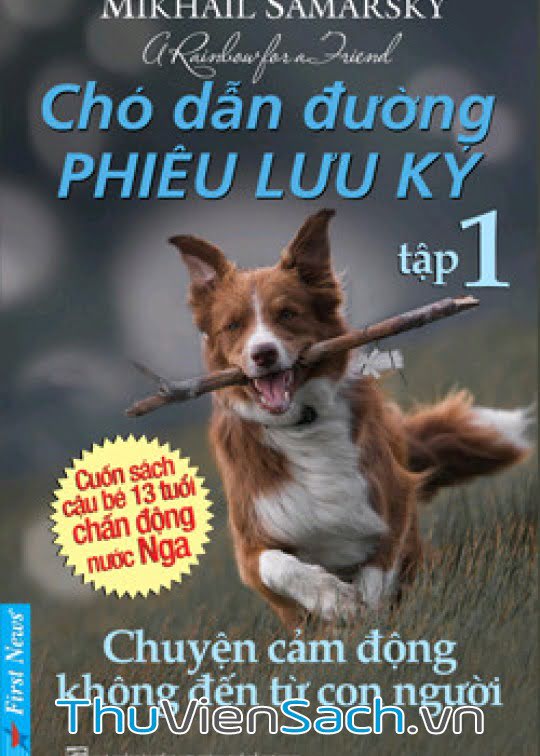 MIKHAIL SAMARSKY
A Rainbow for a Friend
Chó dẫn đường
PHIÊU LƯU KÝ
tập 1
Cuốn sách
cậu bé 13 tuổi
chấn động
nước Nga
First News
Chuyện cảm động
không đến từ con người
ThuVienSach.vn